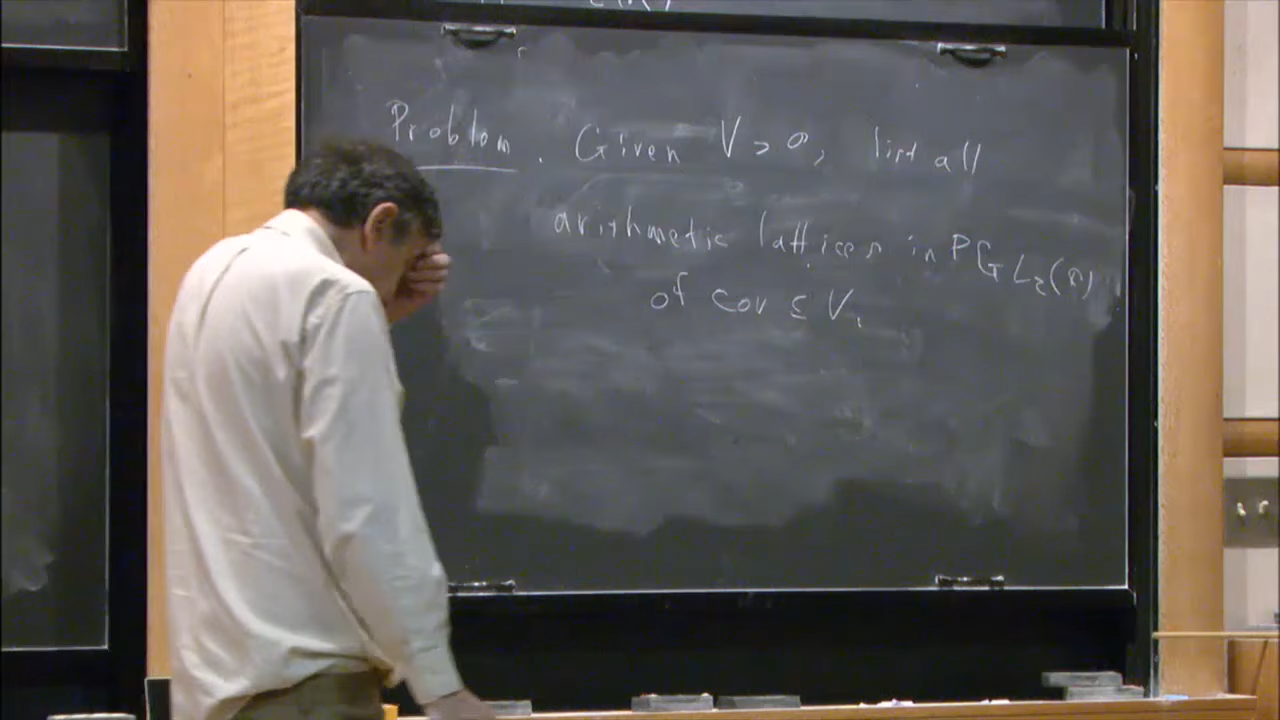 Problem. Given V > 0, list all
arithmetic lattices in PGL₂(R)
of cov ≤ V.